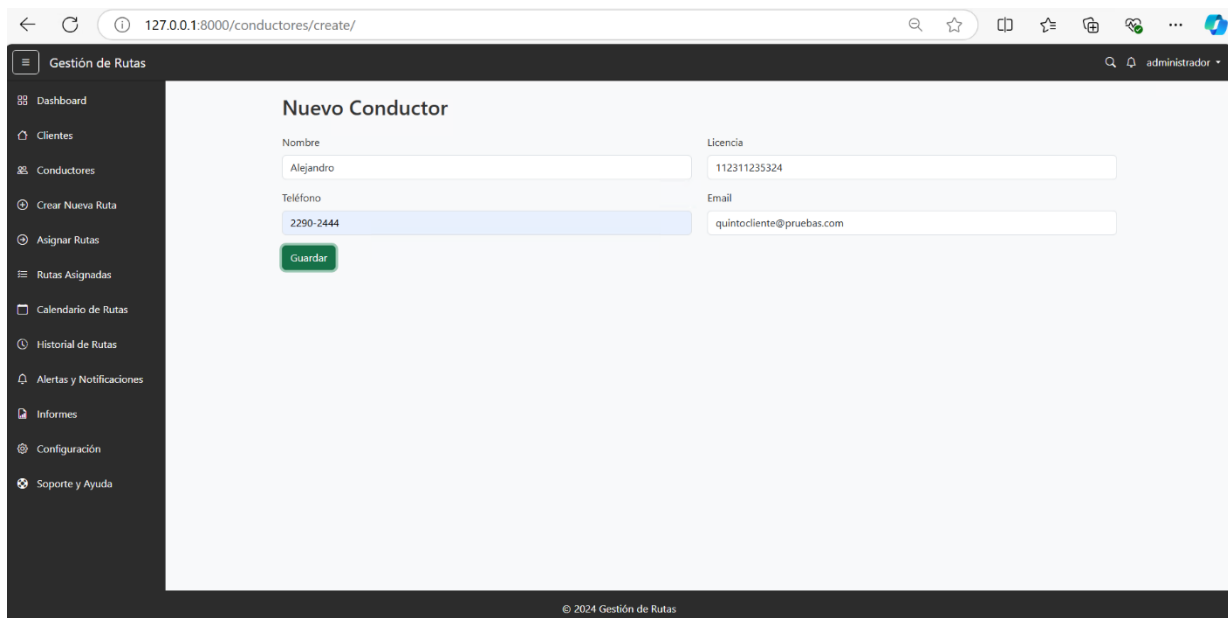 127.0.0.1:8000/conductores/create/
Gestión de Rutas
administrador
Dashboard
Clientes
Conductores
Crear Nueva Ruta
Asignar Rutas
Rutas Asignadas
Calendario de Rutas
Historial de Rutas
Alertas y Notificaciones
Informes
Configuración
Soporte y Ayuda
Nuevo Conductor
Nombre
Licencia
Alejandro
112311235324
Teléfono
Email
2290-2444
quintocliente@pruebas.com
Guardar
© 2024 Gestión de Rutas